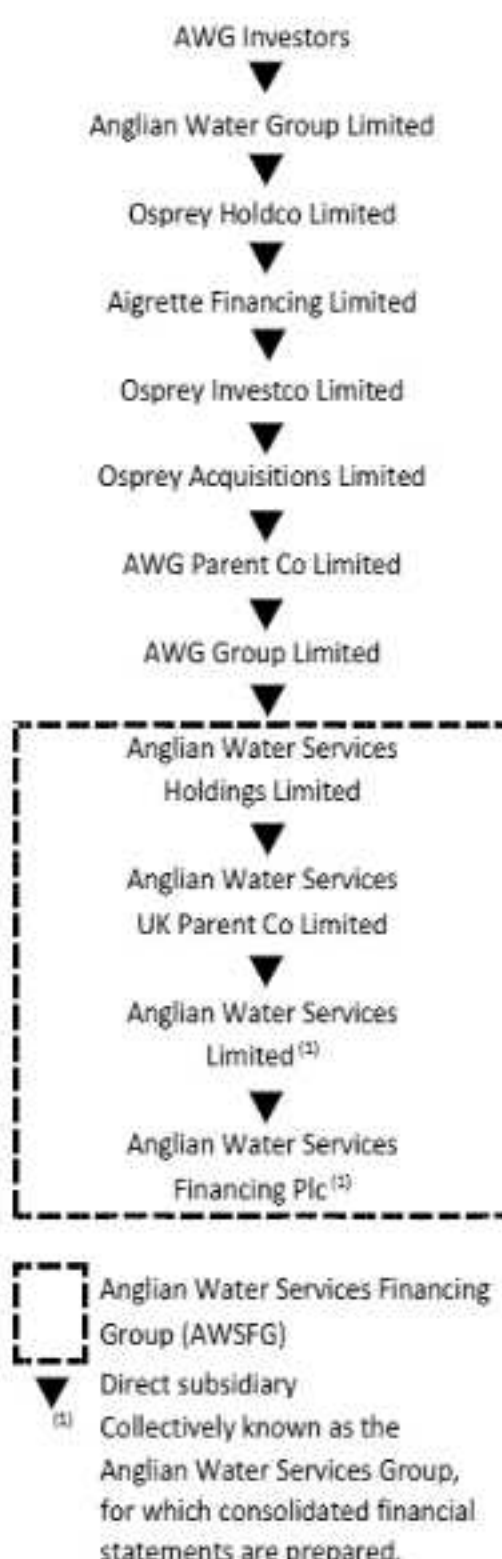 AWG Investors
Anglian Water Group Limited
Osprey Holdco Limited
Aigrette Financing Limited
Osprey Investco Limited
Osprey Acquisitions Limited
AWG Parent Co Limited
AWG Group Limited
Anglian Water Services
Holdings Limited
Anglian Water Services
UK Parent Co Limited
Anglian Water Services
Limited (1)
Anglian Water Services
Financing Plc (1)
Anglian Water Services Financing
Group (AWSFG)
Direct subsidiary
(1) Collectively known as the
Anglian Water Services Group,
for which consolidated financial
statements are prepared.